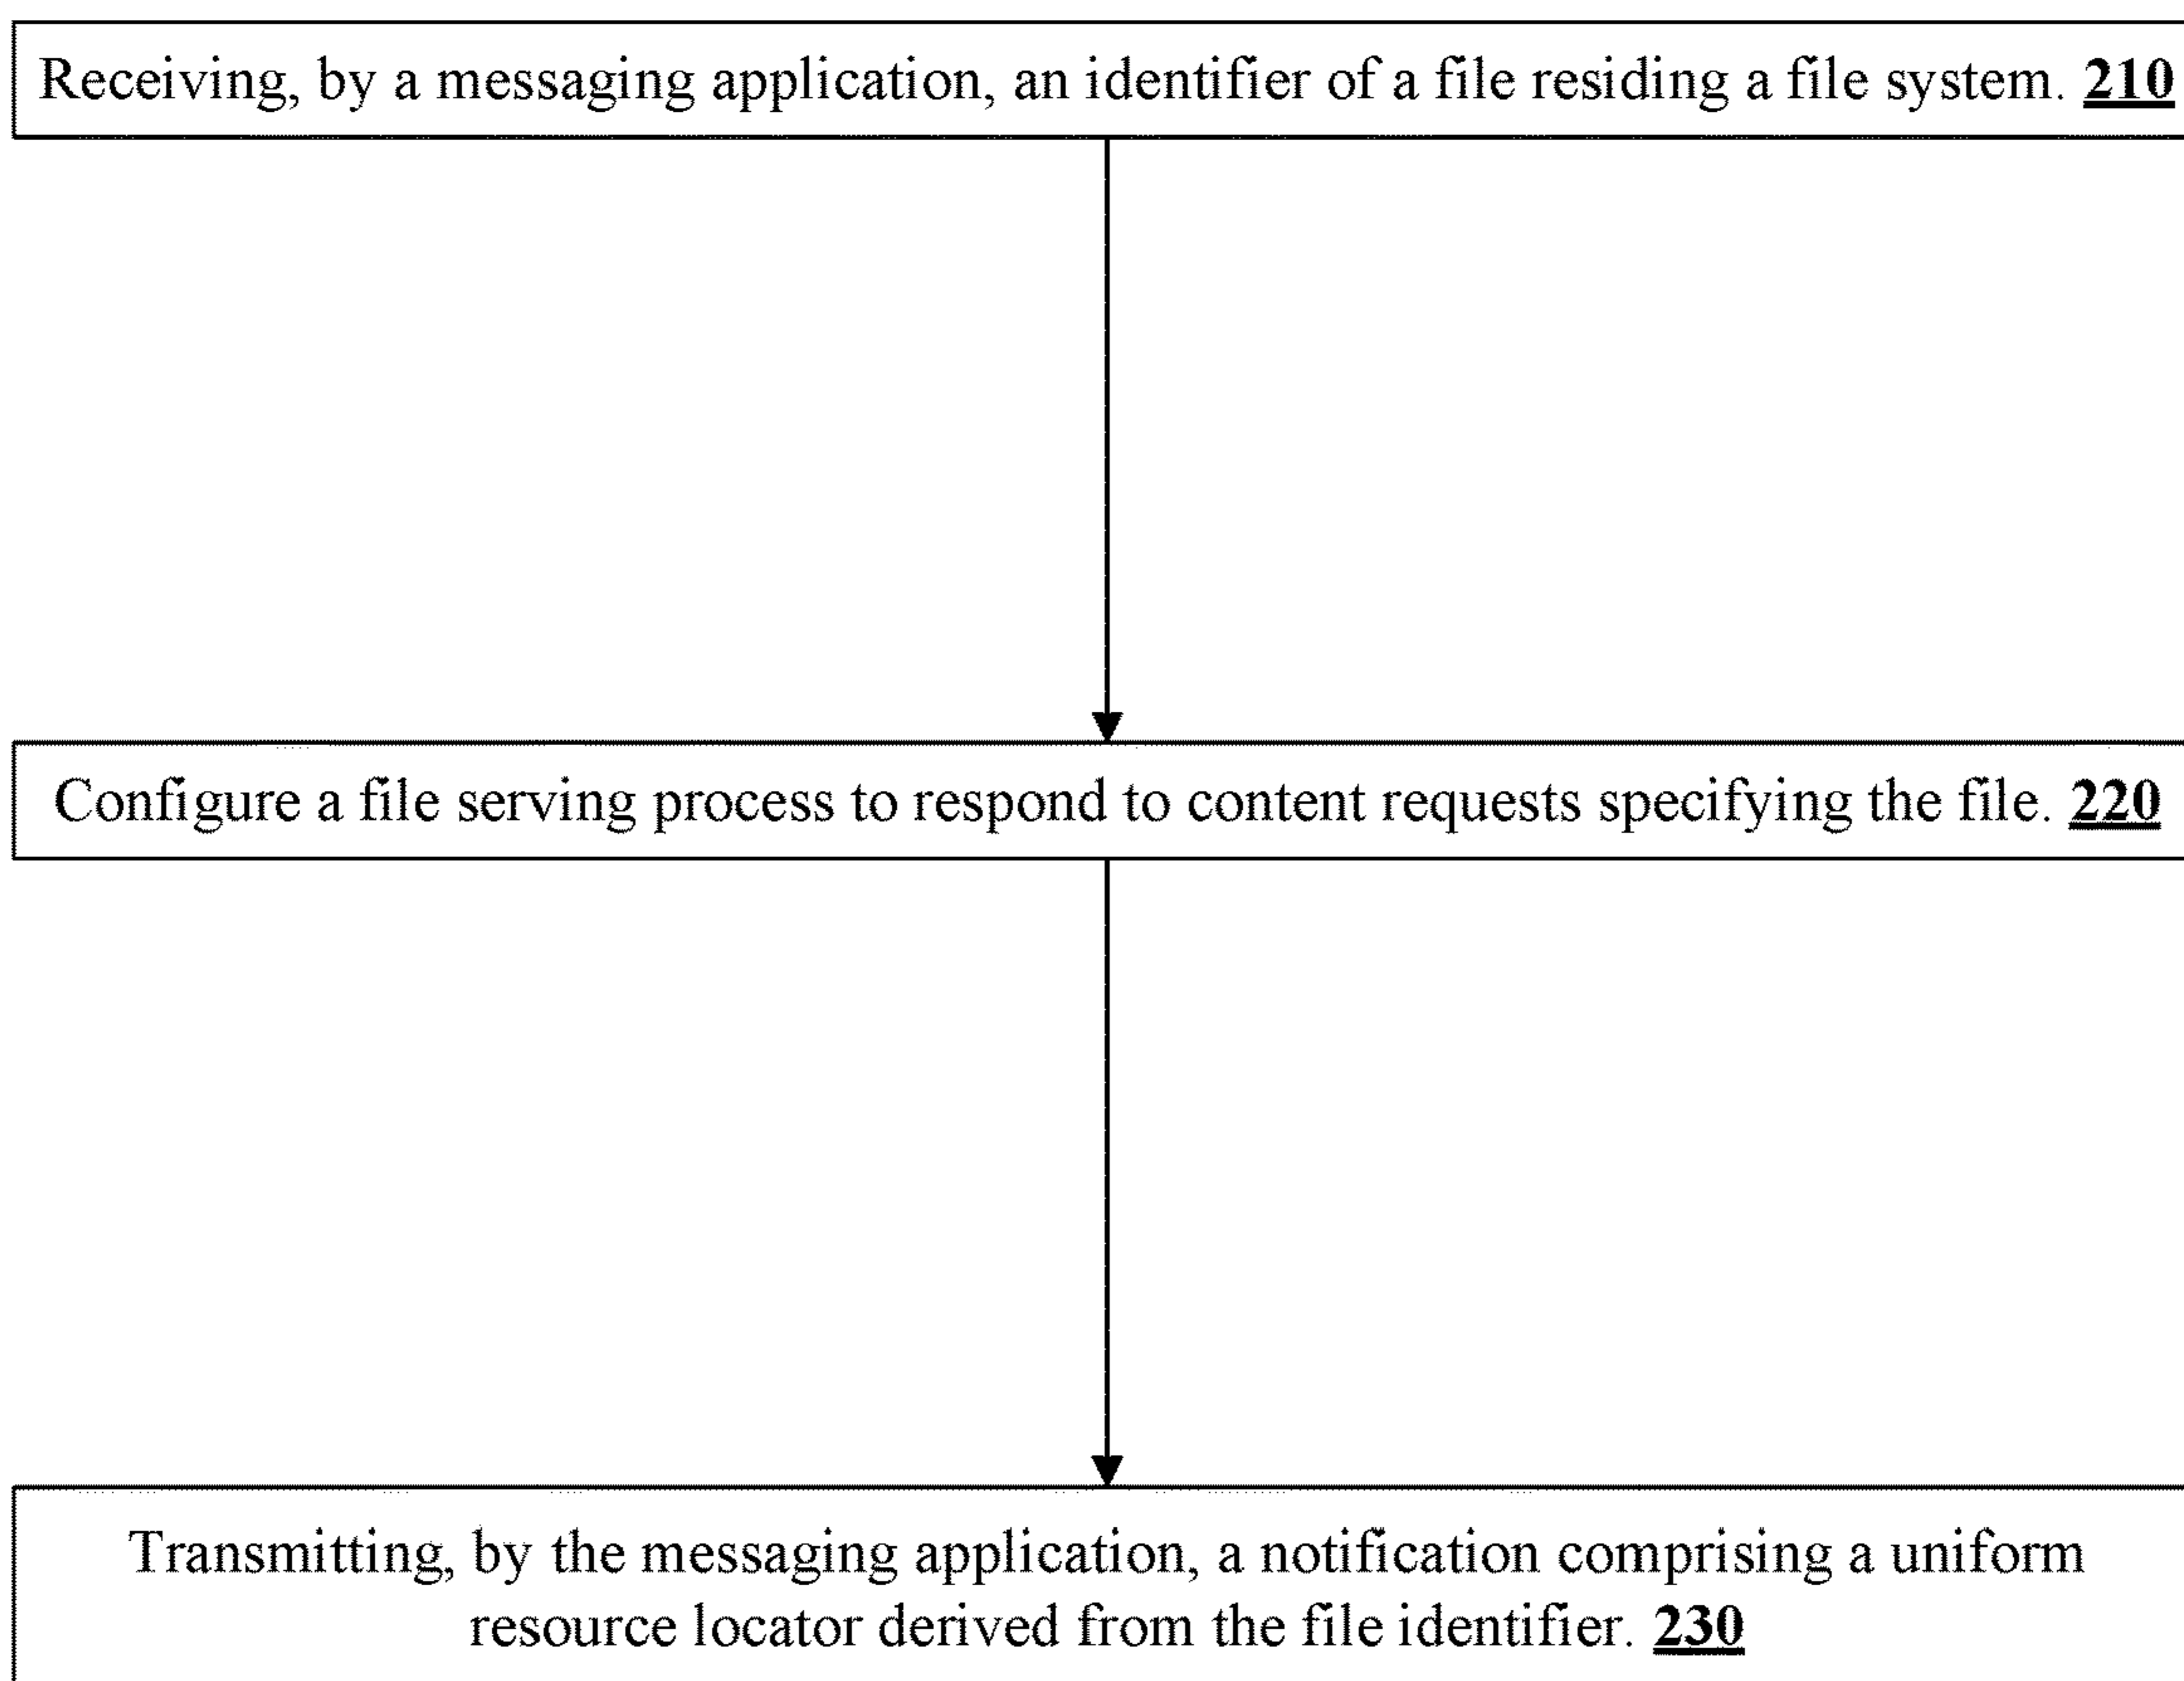 Receiving, by a messaging application, an identifier of a file residing a file system. 210
Configure a file serving process to respond to content requests specifying the file. 220
Transmitting, by the messaging application, a notification comprising a uniform
resource locator derived from the file identifier. 230